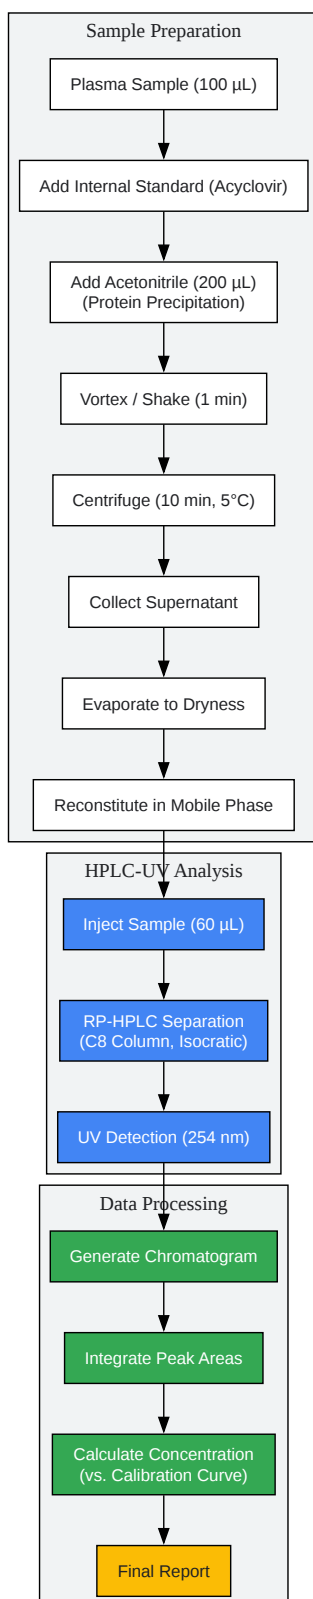 Sample Preparation
Plasma Sample (100 µL)
Add Internal Standard (Acyclovir)
Add Acetonitrile (200 µL)
(Protein Precipitation)
Vortex / Shake (1 min)
Centrifuge (10 min, 5°C)
Collect Supernatant
Evaporate to Dryness
Reconstitute in Mobile Phase
HPLC-UV Analysis
Inject Sample (60 µL)
RP-HPLC Separation
(C8 Column, Isocratic)
UV Detection (254 nm)
Data Processing
Generate Chromatogram
Integrate Peak Areas
Calculate Concentration
(vs. Calibration Curve)
Final Report